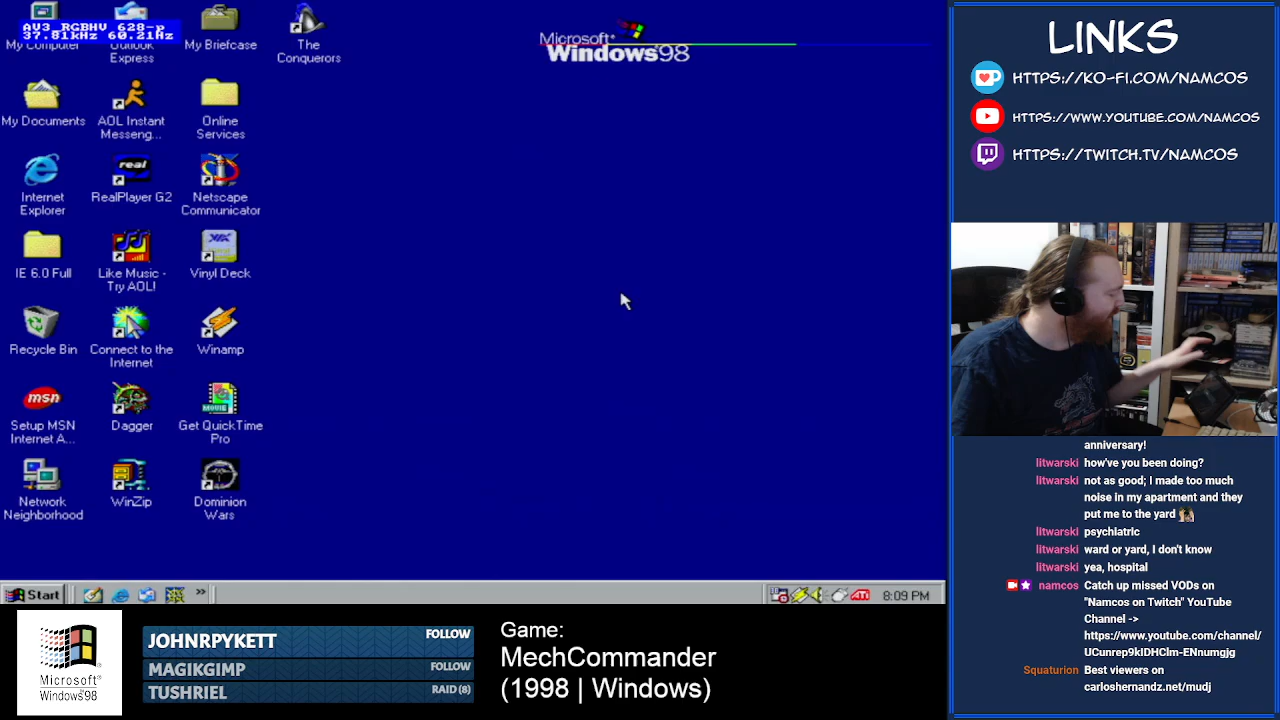 AV3 RGBHV 628-p
37.81kHz 60.21Hz
My Computer
Outlook
Express
My Briefcase
The
Conquerors
Microsoft
Windows98
My Documents
AOL Instant
Messeng...
Online
Services
Internet
Explorer
real
RealPlayer G2
Netscape
Communicator
IE 6.0 Full
Like Music -
Try AOL!
Vinyl Deck
Recycle Bin
Connect to the
Internet
Winamp
msn
Setup MSN
Internet A...
Dagger
MOVIE
Get QuickTime
Pro
Network
Neighborhood
WinZip
Dominion
Wars
Start
»
ATI
8:09 PM
LINKS
HTTPS://KO-FI.COM/NAMCOS
HTTPS://WWW.YOUTUBE.COM/NAMCOS
HTTPS://TWITCH.TV/NAMCOS
anniversary!
litwarski how've you been doing?
litwarski not as good; I made too much
noise in my apartment and they
put me to the yard
litwarski psychiatric
litwarski ward or yard, I don't know
litwarski yea, hospital
namcos Catch up missed VODs on
"Namcos on Twitch" YouTube
Channel ->
https://www.youtube.com/channel/
UCunrep9kIDHClm-ENnumgjg
Squaturion Best viewers on
carloshernandz.net/mudj
Microsoft
Windows98
JOHNRPYKETT FOLLOW
MAGIKGIMP FOLLOW
TUSHRIEL RAID (8)
Game:
MechCommander
(1998 | Windows)